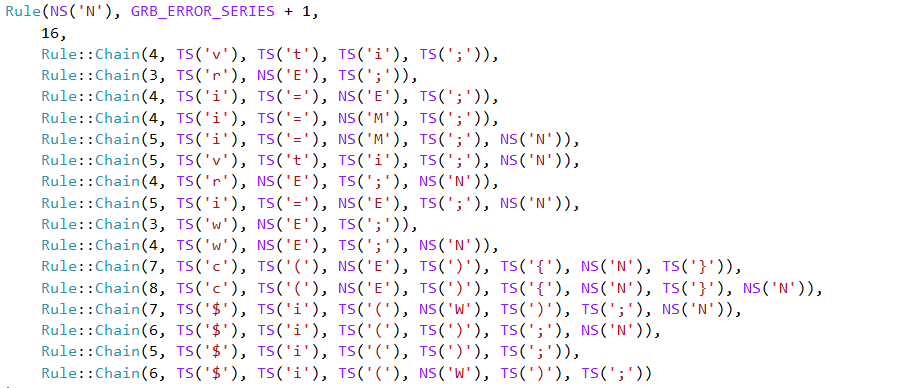 Rule(NS('N'), GRB_ERROR_SERIES + 1,
16,
Rule::Chain(4, TS('v'), TS('t'), TS('i'), TS(';')),
Rule::Chain(3, TS('r'), NS('E'), TS(';')),
Rule::Chain(4, TS('i'), TS('='), NS('E'), TS(';')),
Rule::Chain(4, TS('i'), TS('='), NS('M'), TS(';')),
Rule::Chain(5, TS('i'), TS('='), NS('M'), TS(';'), NS('N')),
Rule::Chain(5, TS('v'), TS('t'), TS('i'), TS(';'), NS('N')),
Rule::Chain(4, TS('r'), NS('E'), TS(';'), NS('N')),
Rule::Chain(5, TS('i'), TS('='), NS('E'), TS(';'), NS('N')),
Rule::Chain(3, TS('w'), NS('E'), TS(';')),
Rule::Chain(4, TS('w'), NS('E'), TS(';'), NS('N')),
Rule::Chain(7, TS('c'), TS('('), NS('E'), TS(')'), TS('{'), NS('N'), TS('}')),
Rule::Chain(8, TS('c'), TS('('), NS('E'), TS(')'), TS('{'), NS('N'), TS('}'), NS('N')),
Rule::Chain(7, TS('$'), TS('i'), TS('('), NS('W'), TS(')'), TS(';'), NS('N')),
Rule::Chain(6, TS('$'), TS('i'), TS('('), TS(')'), TS(';'), NS('N')),
Rule::Chain(5, TS('$'), TS('i'), TS('('), TS(')'), TS(';')),
Rule::Chain(6, TS('$'), TS('i'), TS('('), NS('W'), TS(')'), TS(';'))